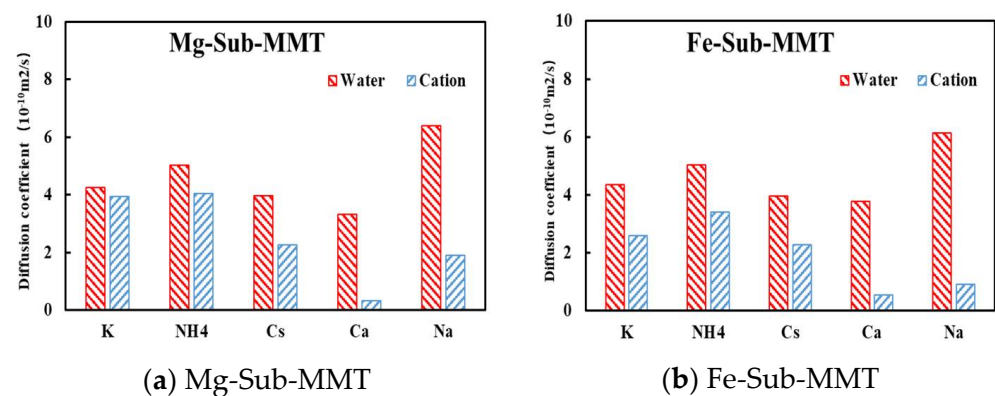 Diffusion coefficient (10⁻¹⁰m2/s)
10
8
6
4
2
0
Mg-Sub-MMT
Water Cation
K NH4 Cs Ca Na
(a) Mg-Sub-MMT
Diffusion coefficient (10⁻¹⁰m2/s)
10
8
6
4
2
0
Fe-Sub-MMT
Water Cation
K NH4 Cs Ca Na
(b) Fe-Sub-MMT